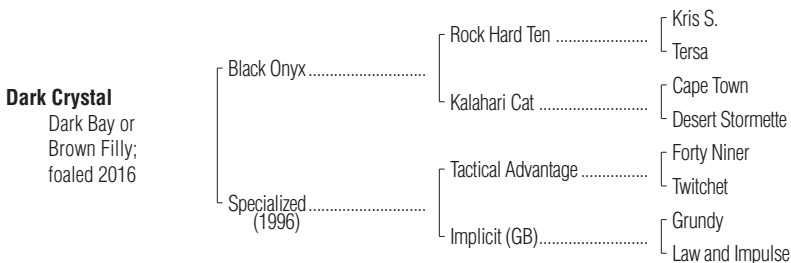 Kris S.
Rock Hard Ten ......................
Tersa
Black Onyx ............................
Cape Town
Kalahari Cat ..........................
Desert Stormette
Dark Crystal
Dark Bay or
Brown Filly;
foaled 2016
Forty Niner
Tactical Advantage ................
Twitchet
Specialized ............................
(1996)
Grundy
Implicit (GB)..........................
Law and Impulse